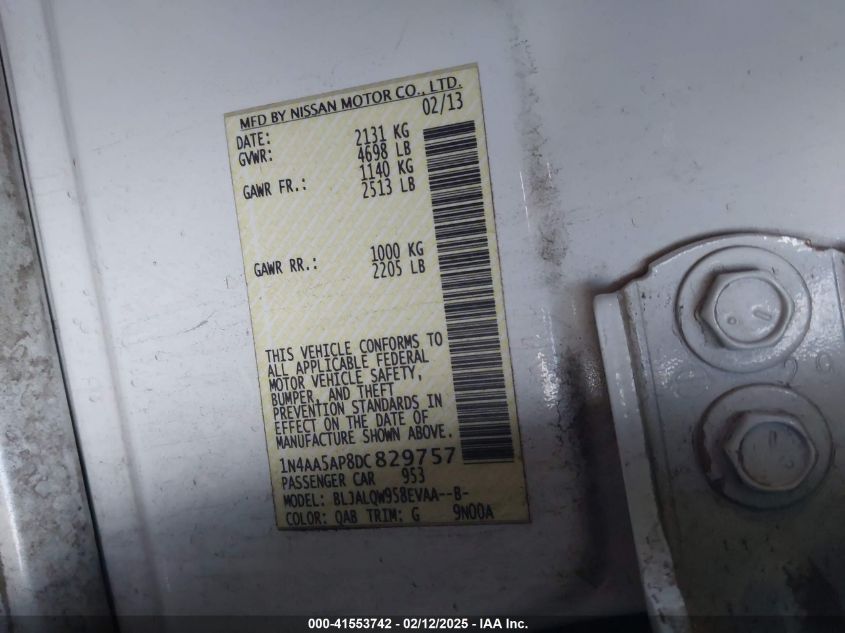 MFD BY NISSAN MOTOR CO., LTD.
DATE: 02/13
GVWR: 2131 KG
4698 LB
GAWR FR.: 1140 KG
2513 LB
GAWR RR.: 1000 KG
2205 LB
THIS VEHICLE CONFORMS TO
ALL APPLICABLE FEDERAL
MOTOR VEHICLE SAFETY,
BUMPER, AND THEFT
PREVENTION STANDARDS IN
EFFECT ON THE DATE OF
MANUFACTURE SHOWN ABOVE.
1N4AA5AP8DC829757
PASSENGER CAR 953
MODEL: BLJALQW958EVAA--B-
COLOR: QAB TRIM: G 9N00A
000-41553742 - 02/12/2025 - IAA Inc.